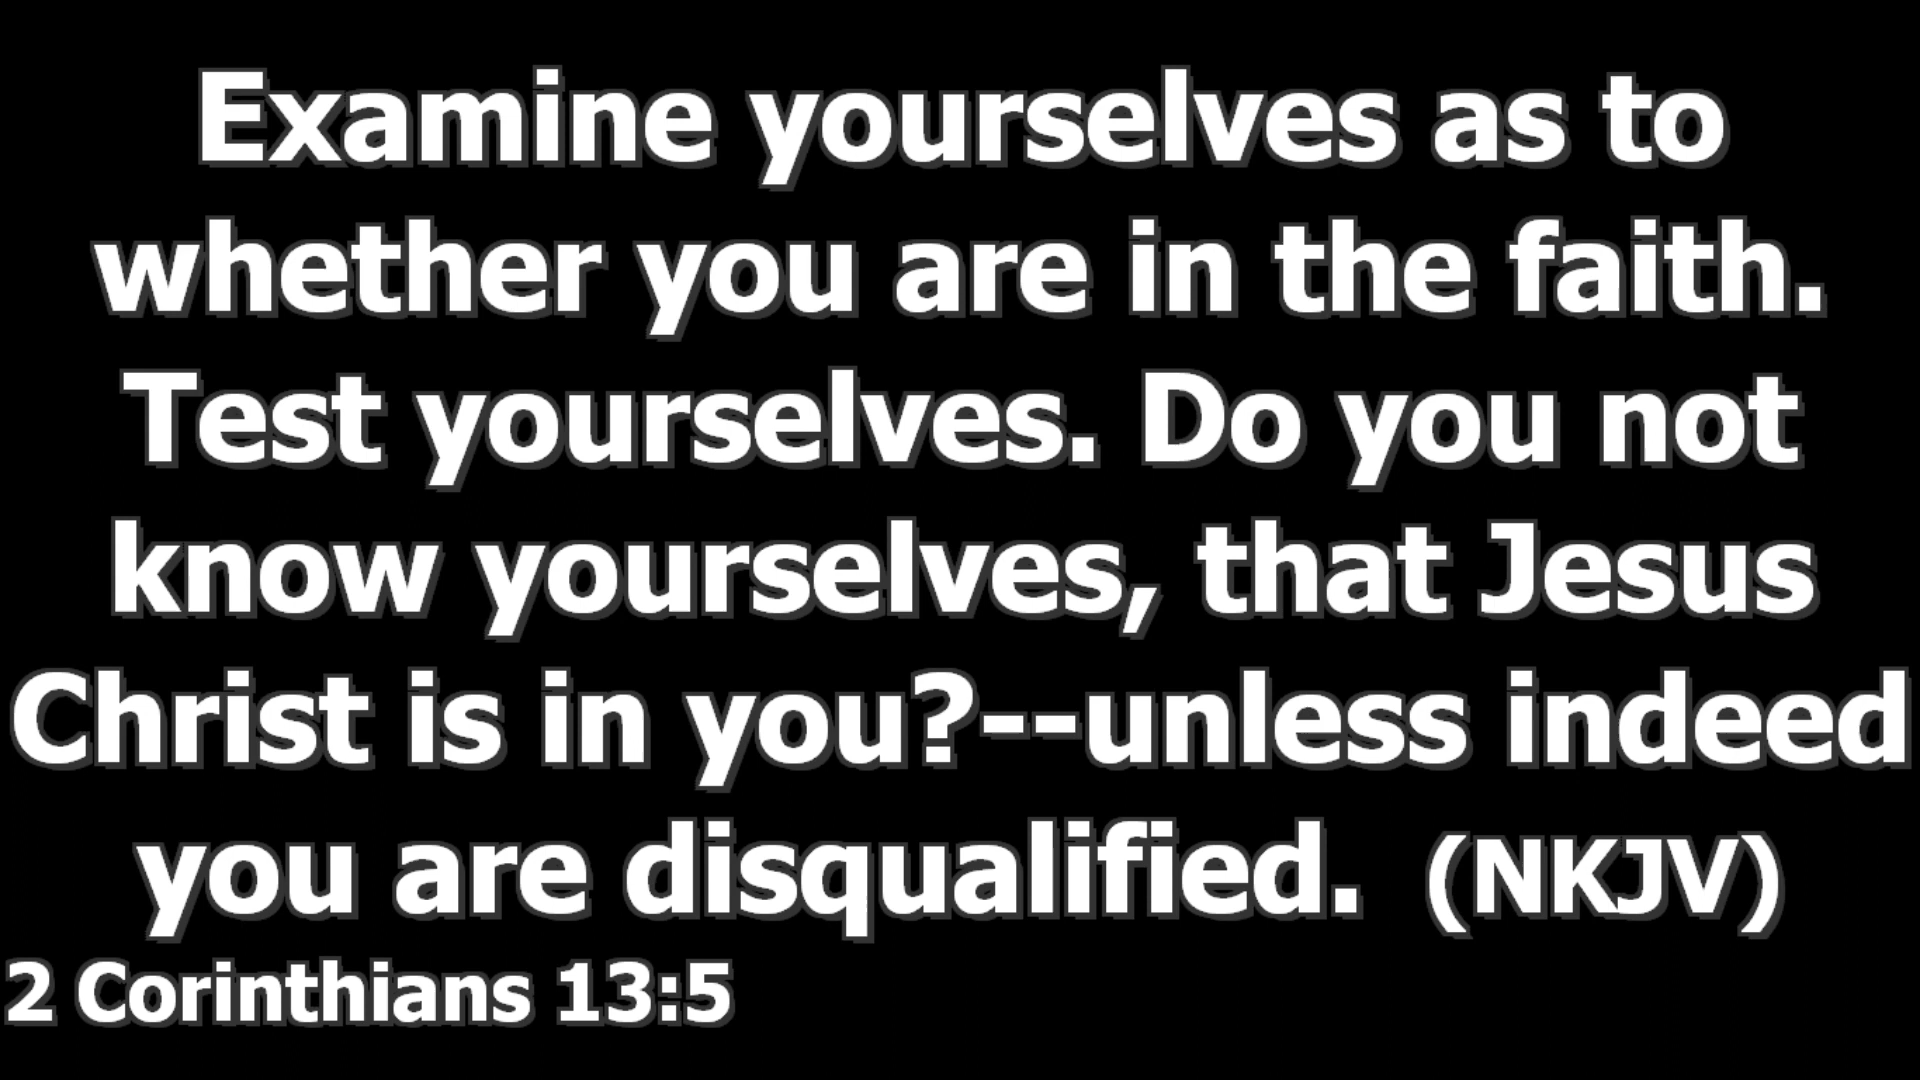 Examine yourselves as to
whether you are in the faith.
Test yourselves. Do you not
know yourselves, that Jesus
Christ is in you?--unless indeed
you are disqualified. (NKJV)
2 Corinthians 13:5